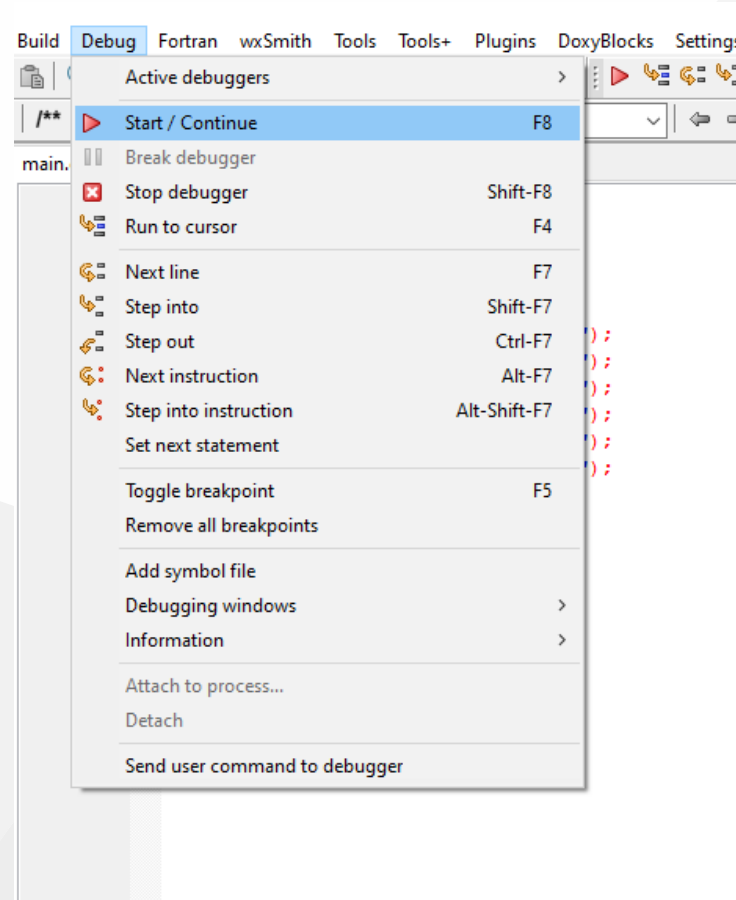 Build Debug Fortran wxSmith Tools Tools+ Plugins DoxyBlocks Settings
Active debuggers
/**
Start / Continue F8
Break debugger
main.
Stop debugger Shift-F8
Run to cursor F4
Next line F7
Step into Shift-F7
");
Step out Ctrl-F7
");
Next instruction Alt-F7
");
Step into instruction Alt-Shift-F7
");
Set next statement
");
");
Toggle breakpoint F5
Remove all breakpoints
Add symbol file
Debugging windows
Information
Attach to process...
Detach
Send user command to debugger